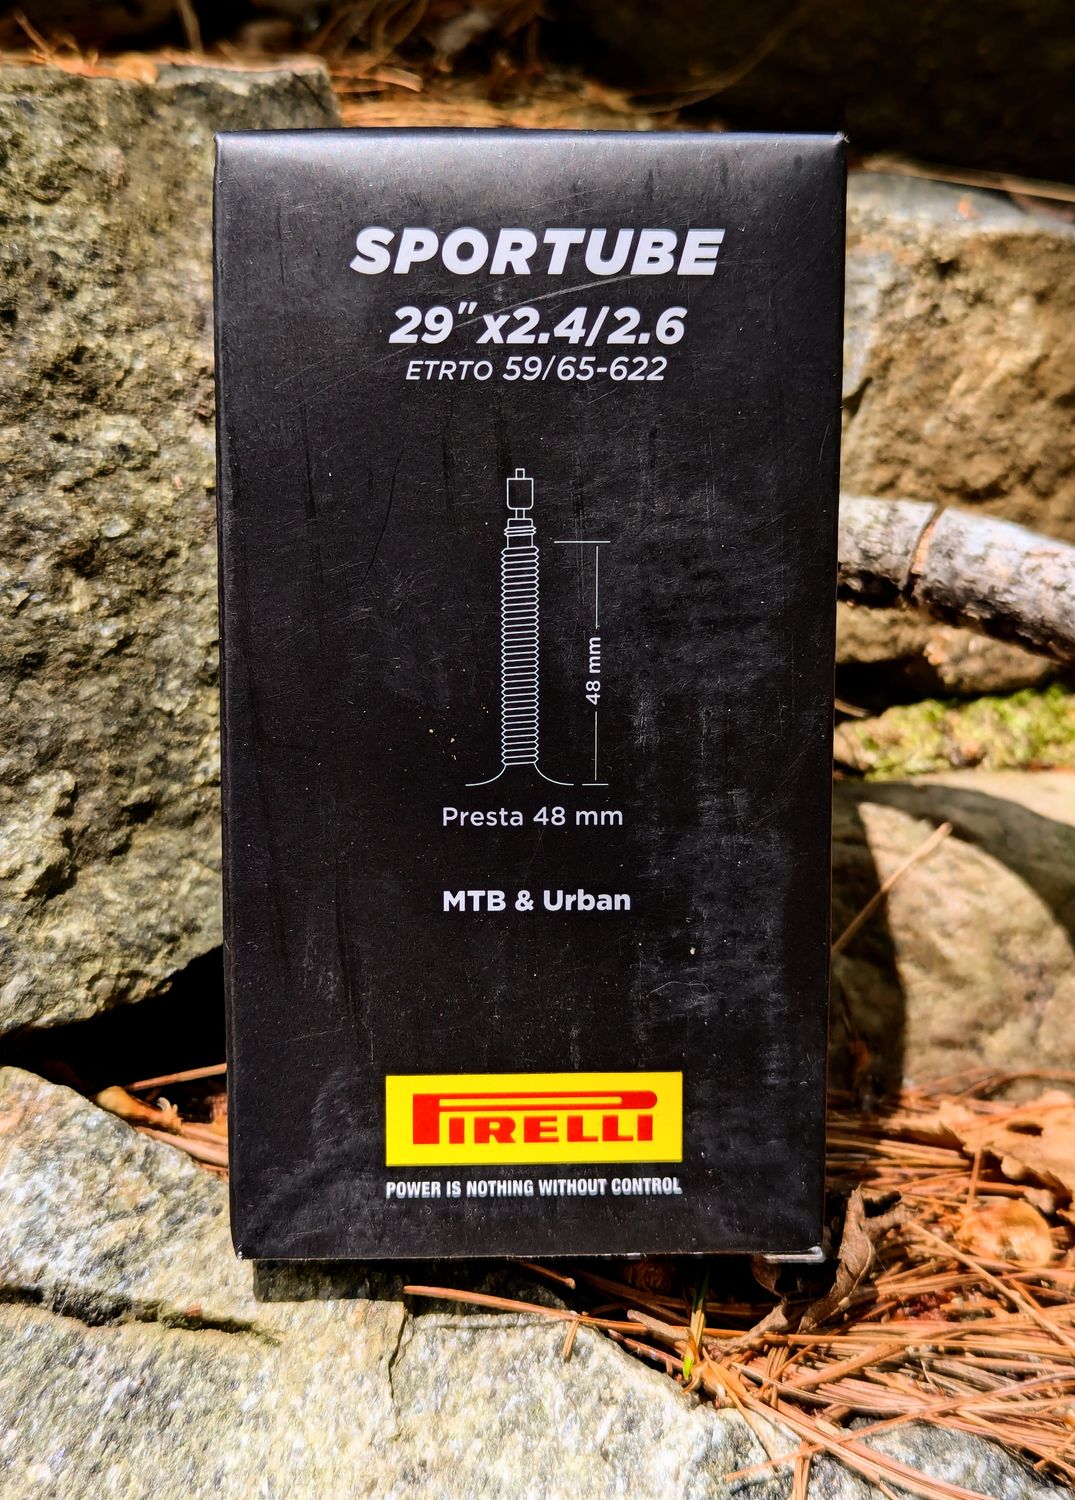 SPORTUBE
29"x2.4/2.6
ETRTO 59/65-622
48 mm
Presta 48 mm
MTB & Urban
PIRELLI
POWER IS NOTHING WITHOUT CONTROL